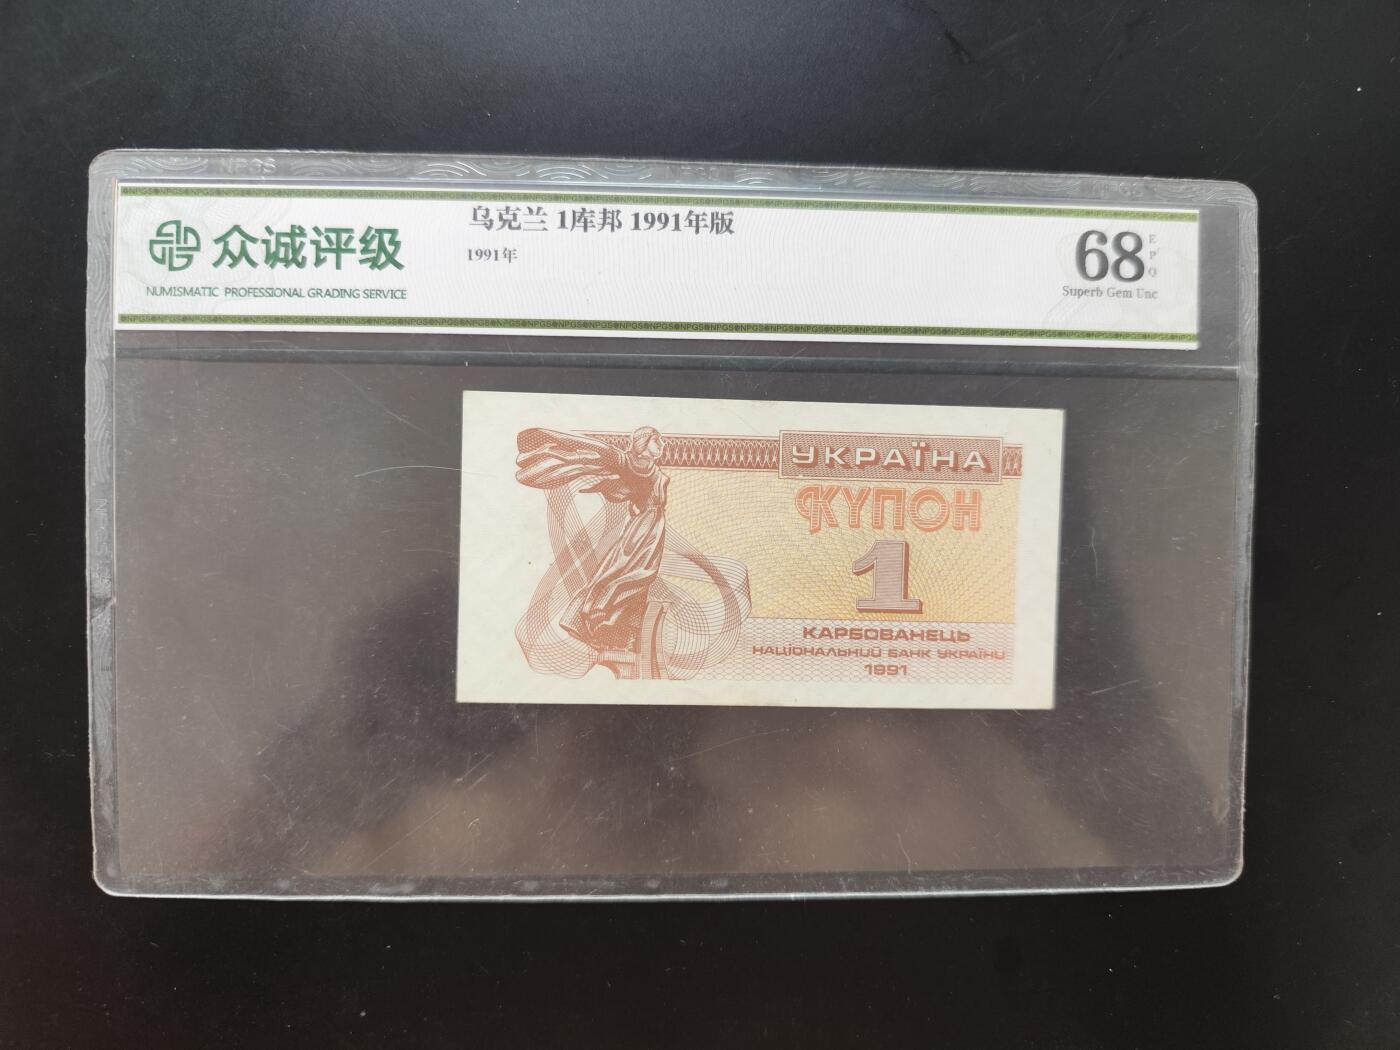 众诚评级
NUMISMATIC PROFESSIONAL GRADING SERVICE
乌克兰 1库邦 1991年版
1991年
68
EPQ
Superb Gem Unc
УКРАЇНА
КУПОН
1
КАРБОВАНЕЦЬ
НАЦІОНАЛЬНИЙ БАНК УКРАЇНИ
1991